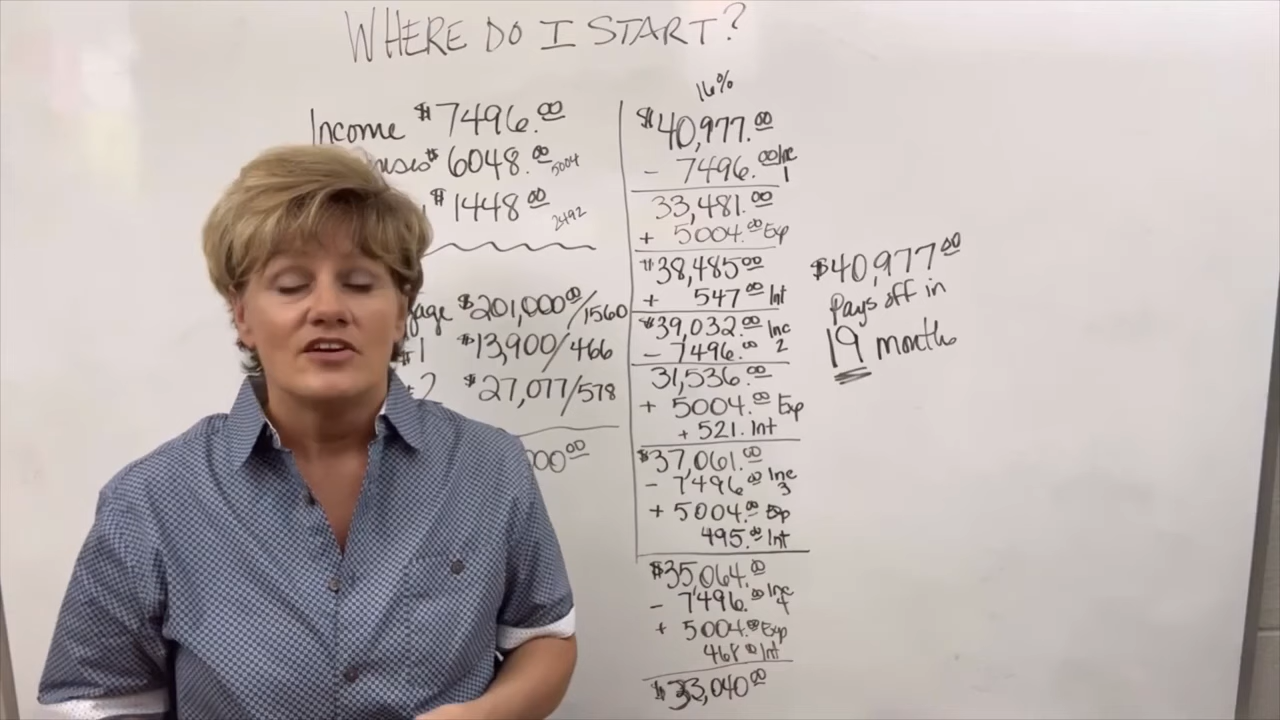 WHERE DO I START?
Income $7496.00
$6048.00 5004
$1448.00 2492
$201,000.00/1560
#1 $13,900/466
#2 $27,077/578
000.00
16%
$40,977.00
- 7496.00 Inc 1
33,481.00
+ 5004.00 Exp
$38,485.00
+ 547.00 Int
$39,032.00 Inc
- 7496.00 2
31,536.00
+ 5004.00 Exp
+ 521. Int
$37,061.00
- 7496.00 Inc 3
+ 5004.00 Exp
495.00 Int
$35,064.00
- 7496.00 Inc 4
+ 5004.00 Exp
468.00 Int
$33,040.00
$40,977.00
Pays off in
19 months